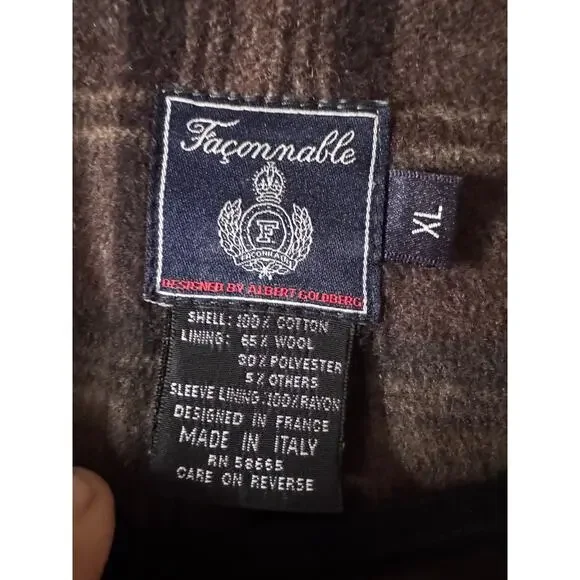 Façonnable
F
FAÇONNABLE
DESIGNED BY ALBERT GOLDBERG
XL
SHELL: 100% COTTON
LINING: 65% WOOL
30% POLYESTER
5% OTHERS
SLEEVE LINING: 100% RAYON
DESIGNED IN FRANCE
MADE IN ITALY
RN 58665
CARE ON REVERSE